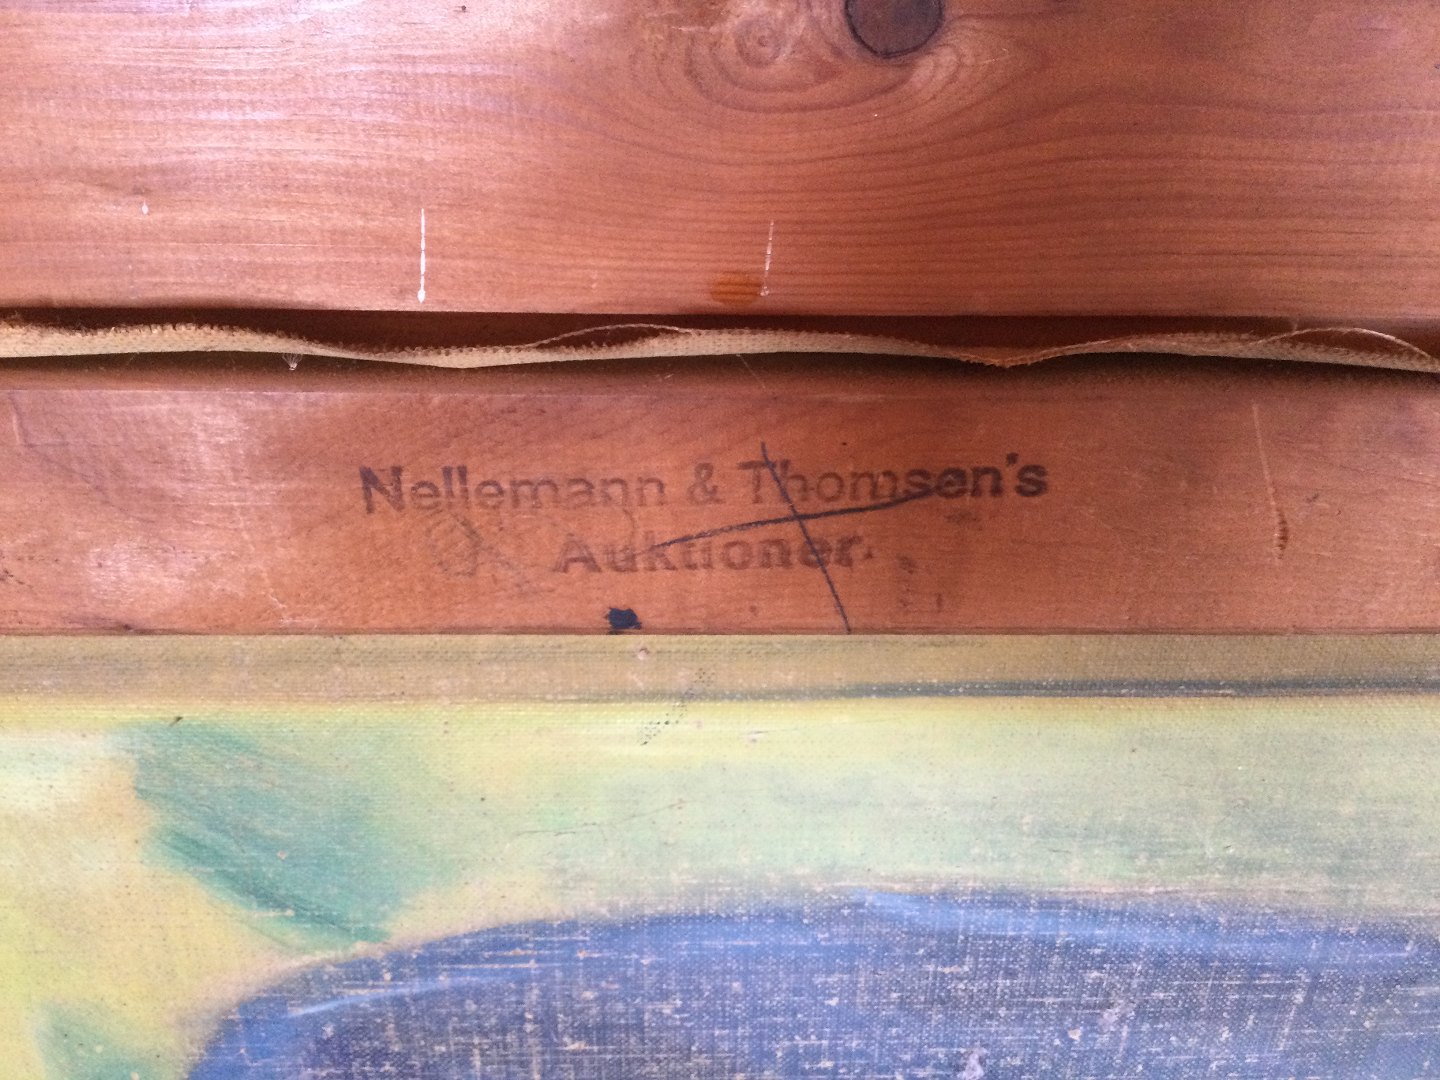 Nellemann & Thomsen's
Auktioner.